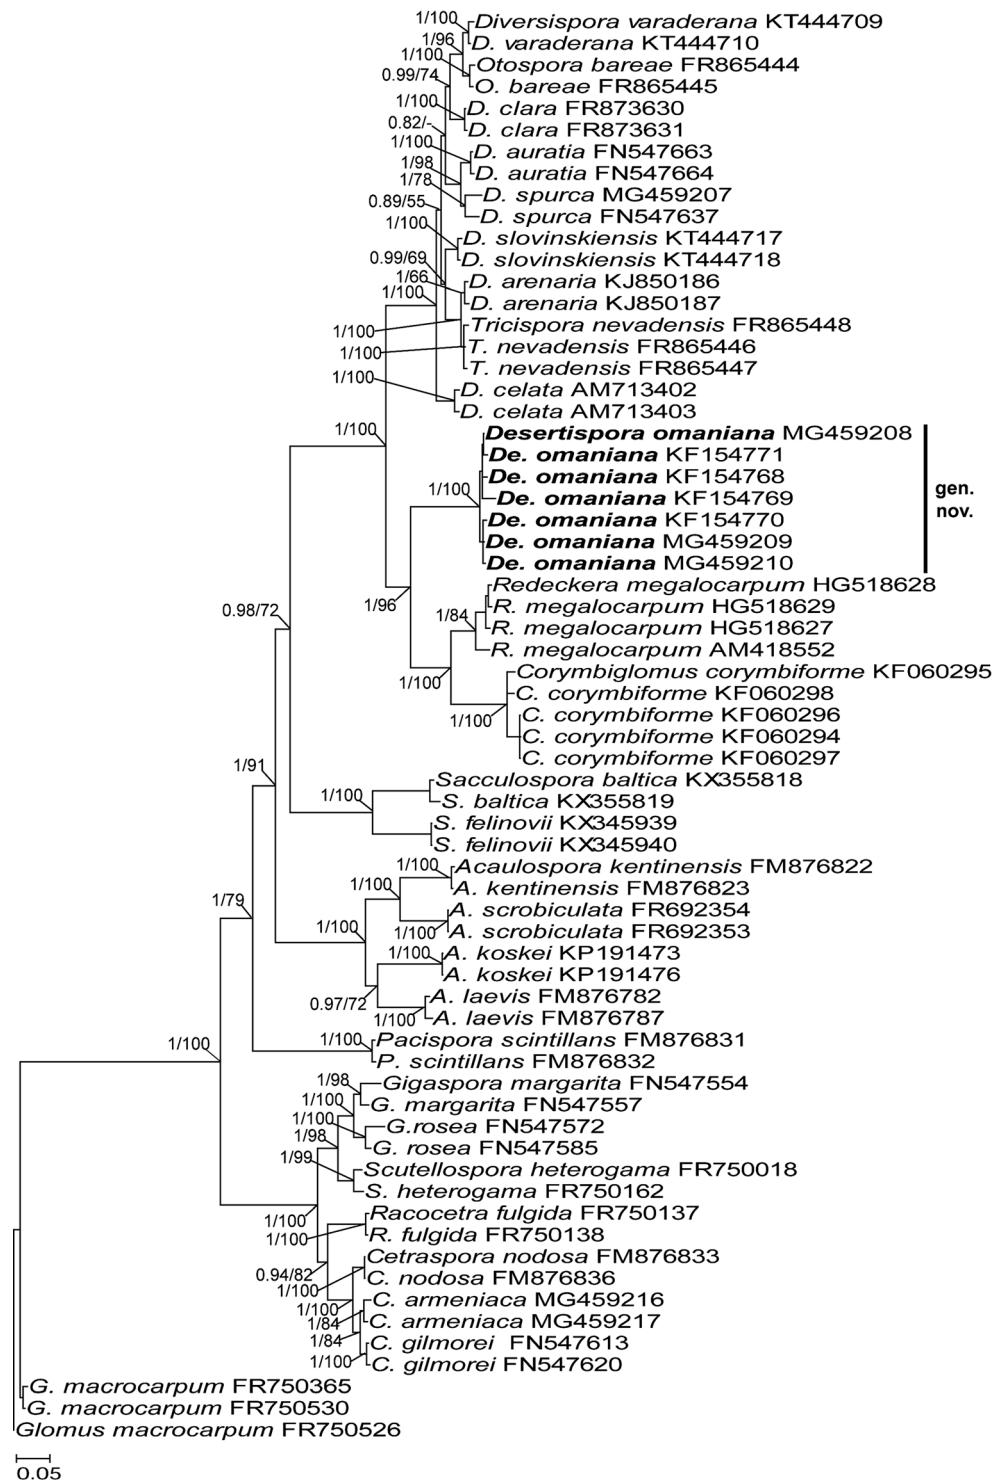 1/100
Diversispora varaderana KT444709
1/96
D. varaderana KT444710
1/100
Otospora bareae FR865444
0.99/74
O. bareae FR865445
1/100
D. clara FR873630
0.82/-
D. clara FR873631
1/100
D. auratia FN547663
1/98
D. auratia FN547664
1/78
D. spurca MG459207
0.89/55
D. spurca FN547637
1/100
D. slovinskiensis KT444717
0.99/69
D. slovinskiensis KT444718
1/66
D. arenaria KJ850186
1/100
D. arenaria KJ850187
1/100
Tricispora nevadensis FR865448
1/100
T. nevadensis FR865446
T. nevadensis FR865447
1/100
D. celata AM713402
D. celata AM713403
1/100
Desertispora omaniana MG459208
De. omaniana KF154771
De. omaniana KF154768
1/100
De. omaniana KF154769
gen.
nov.
De. omaniana KF154770
De. omaniana MG459209
De. omaniana MG459210
Redeckera megalocarpum HG518628
1/96
0.98/72
R. megalocarpum HG518629
1/84
R. megalocarpum HG518627
R. megalocarpum AM418552
Corymbiglomus corymbiforme KF060295
1/100
C. corymbiforme KF060298
C. corymbiforme KF060296
1/100
C. corymbiforme KF060294
C. corymbiforme KF060297
1/91
Sacculospora baltica KX355818
1/100
S. baltica KX355819
S. felinovii KX345939
S. felinovii KX345940
1/100
Acaulospora kentinensis FM876822
1/100
A. kentinensis FM876823
1/79
A. scrobiculata FR692354
1/100
1/100
A. scrobiculata FR692353
1/100
A. koskei KP191473
A. koskei KP191476
0.97/72
A. laevis FM876782
1/100
A. laevis FM876787
1/100
1/100
Pacispora scintillans FM876831
P. scintillans FM876832
1/98
Gigaspora margarita FN547554
1/100
G. margarita FN547557
1/100
G.rosea FN547572
1/98
G. rosea FN547585
1/99
Scutellospora heterogama FR750018
S. heterogama FR750162
1/100
Racocetra fulgida FR750137
1/100
R. fulgida FR750138
Cetraspora nodosa FM876833
0.94/82
C. nodosa FM876836
1/100
C. armeniaca MG459216
1/100
C. armeniaca MG459217
1/84
1/84
C. gilmorei FN547613
1/100
C. gilmorei FN547620
G. macrocarpum FR750365
G. macrocarpum FR750530
Glomus macrocarpum FR750526
0.05